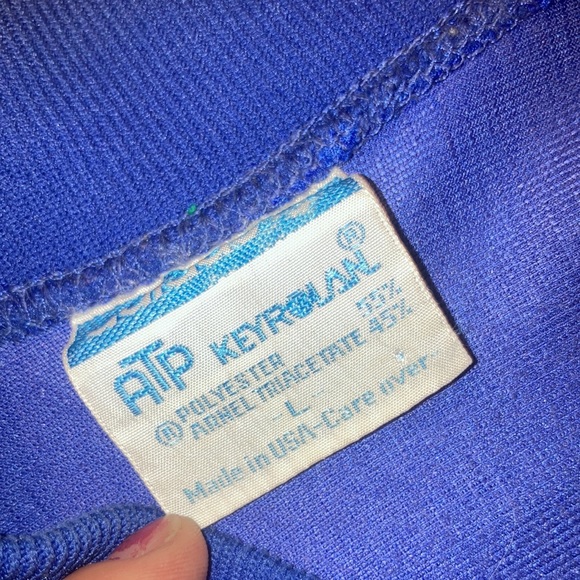 ATP KEYROLAN®
POLYESTER 55%
® ARNEL TRIACETATE 45%
- L -
Made in USA-Care over